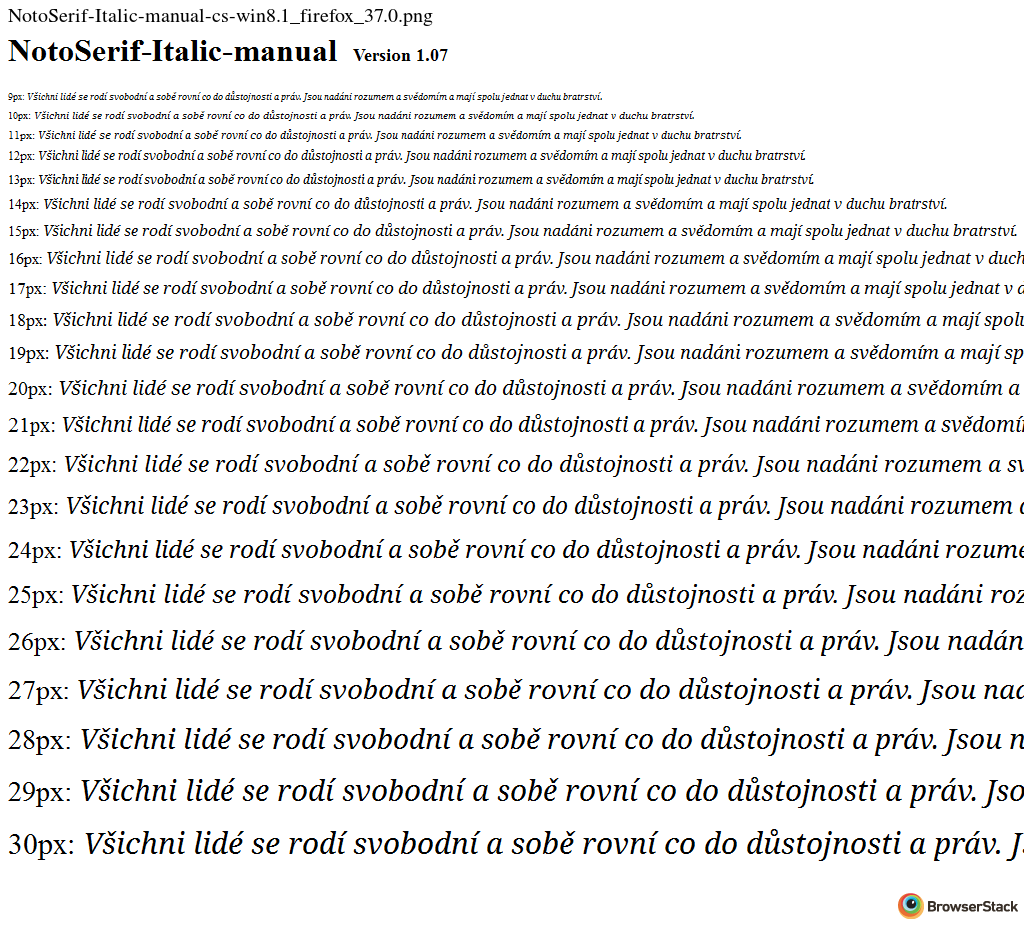 NotoSerif-Italic-manual-cs-win8.1_firefox_37.0.png
NotoSerif-Italic-manual Version 1.07
9px: Všichni lidé se rodí svobodní a sobě rovní co do důstojnosti a práv. Jsou nadáni rozumem a svědomím a mají spolu jednat v duchu bratrství.
10px: Všichni lidé se rodí svobodní a sobě rovní co do důstojnosti a práv. Jsou nadáni rozumem a svědomím a mají spolu jednat v duchu bratrství.
11px: Všichni lidé se rodí svobodní a sobě rovní co do důstojnosti a práv. Jsou nadáni rozumem a svědomím a mají spolu jednat v duchu bratrství.
12px: Všichni lidé se rodí svobodní a sobě rovní co do důstojnosti a práv. Jsou nadáni rozumem a svědomím a mají spolu jednat v duchu bratrství.
13px: Všichni lidé se rodí svobodní a sobě rovní co do důstojnosti a práv. Jsou nadáni rozumem a svědomím a mají spolu jednat v duchu bratrství.
14px: Všichni lidé se rodí svobodní a sobě rovní co do důstojnosti a práv. Jsou nadáni rozumem a svědomím a mají spolu jednat v duchu bratrství.
15px: Všichni lidé se rodí svobodní a sobě rovní co do důstojnosti a práv. Jsou nadáni rozumem a svědomím a mají spolu jednat v duchu bratrství.
16px: Všichni lidé se rodí svobodní a sobě rovní co do důstojnosti a práv. Jsou nadáni rozumem a svědomím a mají spolu jednat v duch
17px: Všichni lidé se rodí svobodní a sobě rovní co do důstojnosti a práv. Jsou nadáni rozumem a svědomím a mají spolu jednat v d
18px: Všichni lidé se rodí svobodní a sobě rovní co do důstojnosti a práv. Jsou nadáni rozumem a svědomím a mají spolu
19px: Všichni lidé se rodí svobodní a sobě rovní co do důstojnosti a práv. Jsou nadáni rozumem a svědomím a mají sp
20px: Všichni lidé se rodí svobodní a sobě rovní co do důstojnosti a práv. Jsou nadáni rozumem a svědomím a
21px: Všichni lidé se rodí svobodní a sobě rovní co do důstojnosti a práv. Jsou nadáni rozumem a svědomí
22px: Všichni lidé se rodí svobodní a sobě rovní co do důstojnosti a práv. Jsou nadáni rozumem a sv
23px: Všichni lidé se rodí svobodní a sobě rovní co do důstojnosti a práv. Jsou nadáni rozumem a
24px: Všichni lidé se rodí svobodní a sobě rovní co do důstojnosti a práv. Jsou nadáni rozume
25px: Všichni lidé se rodí svobodní a sobě rovní co do důstojnosti a práv. Jsou nadáni roz
26px: Všichni lidé se rodí svobodní a sobě rovní co do důstojnosti a práv. Jsou nadán
27px: Všichni lidé se rodí svobodní a sobě rovní co do důstojnosti a práv. Jsou nad
28px: Všichni lidé se rodí svobodní a sobě rovní co do důstojnosti a práv. Jsou n
29px: Všichni lidé se rodí svobodní a sobě rovní co do důstojnosti a práv. Jso
30px: Všichni lidé se rodí svobodní a sobě rovní co do důstojnosti a práv. J
BrowserStack